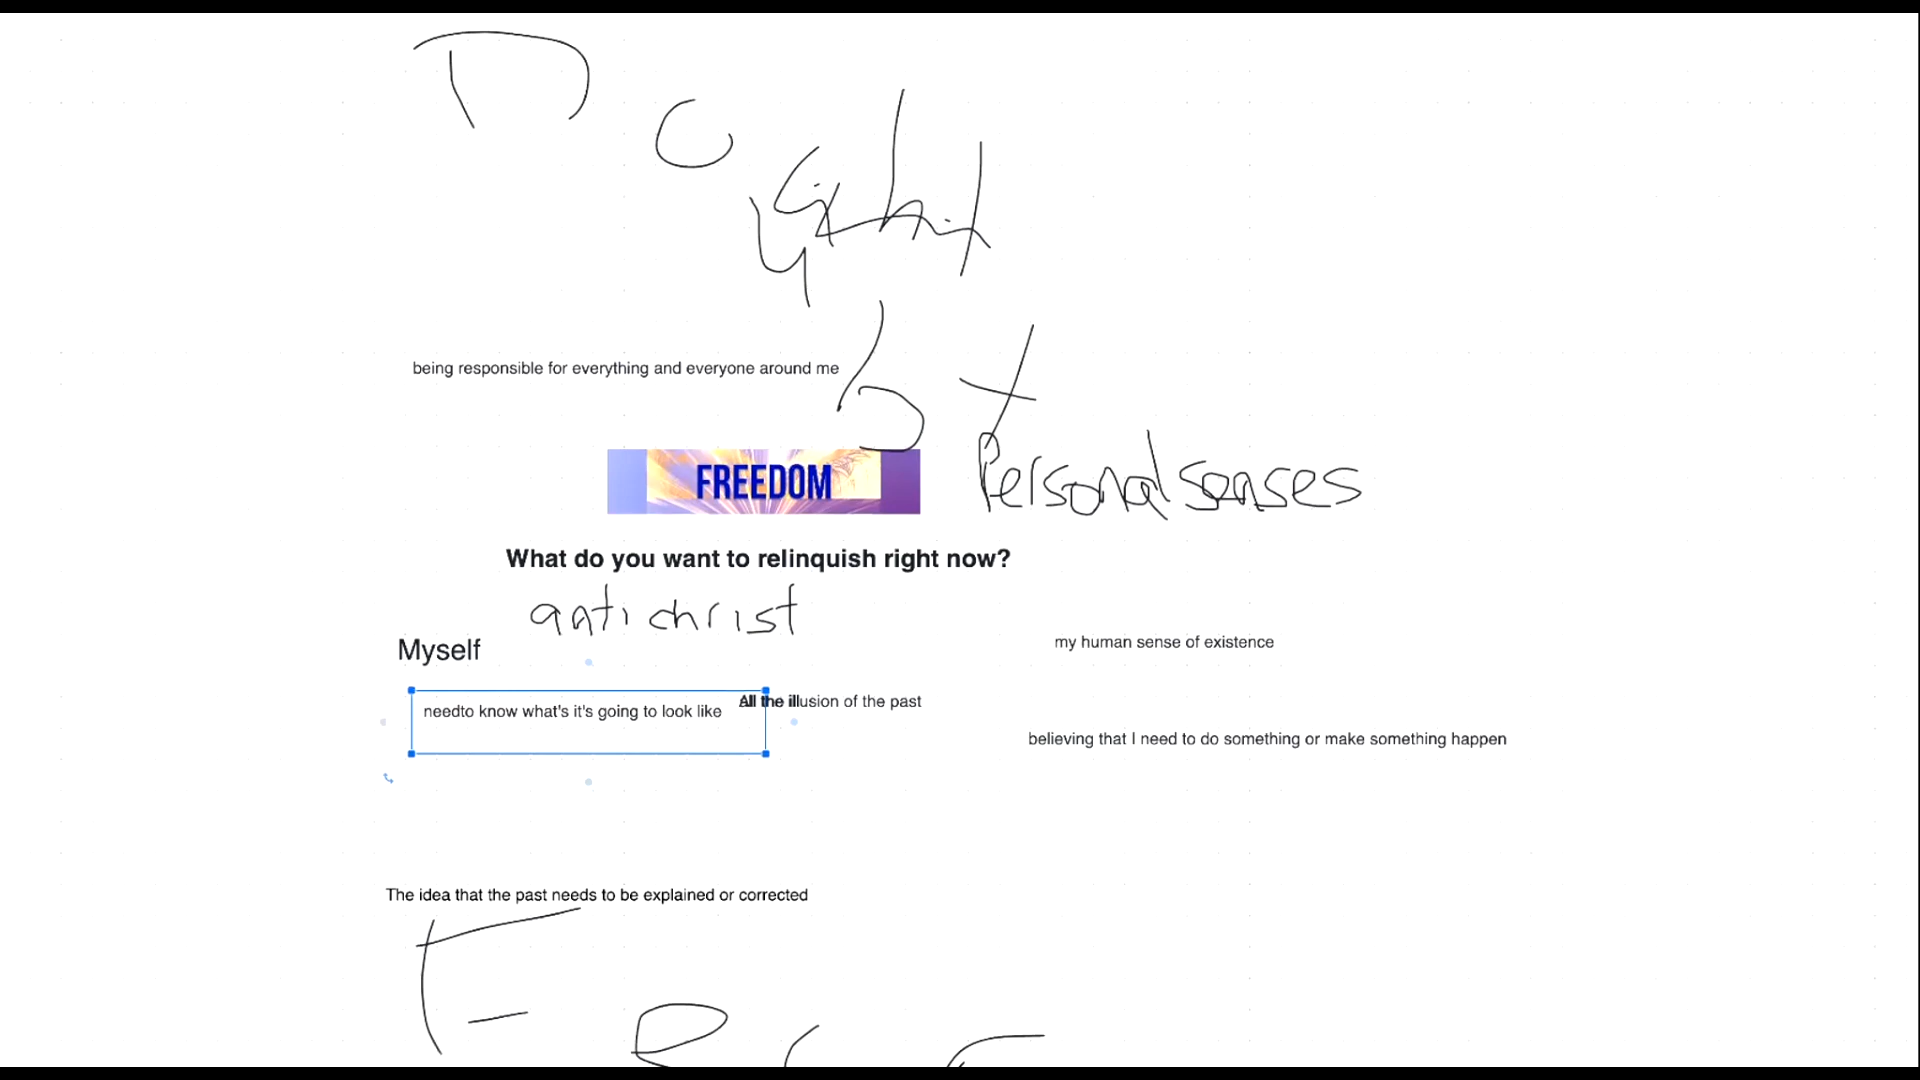 being responsible for everything and everyone around me
FREEDOM
Personal senses
What do you want to relinquish right now?
antichrist
Myself
my human sense of existence
needto know what's it's going to look like
All the illusion of the past
believing that I need to do something or make something happen
The idea that the past needs to be explained or corrected